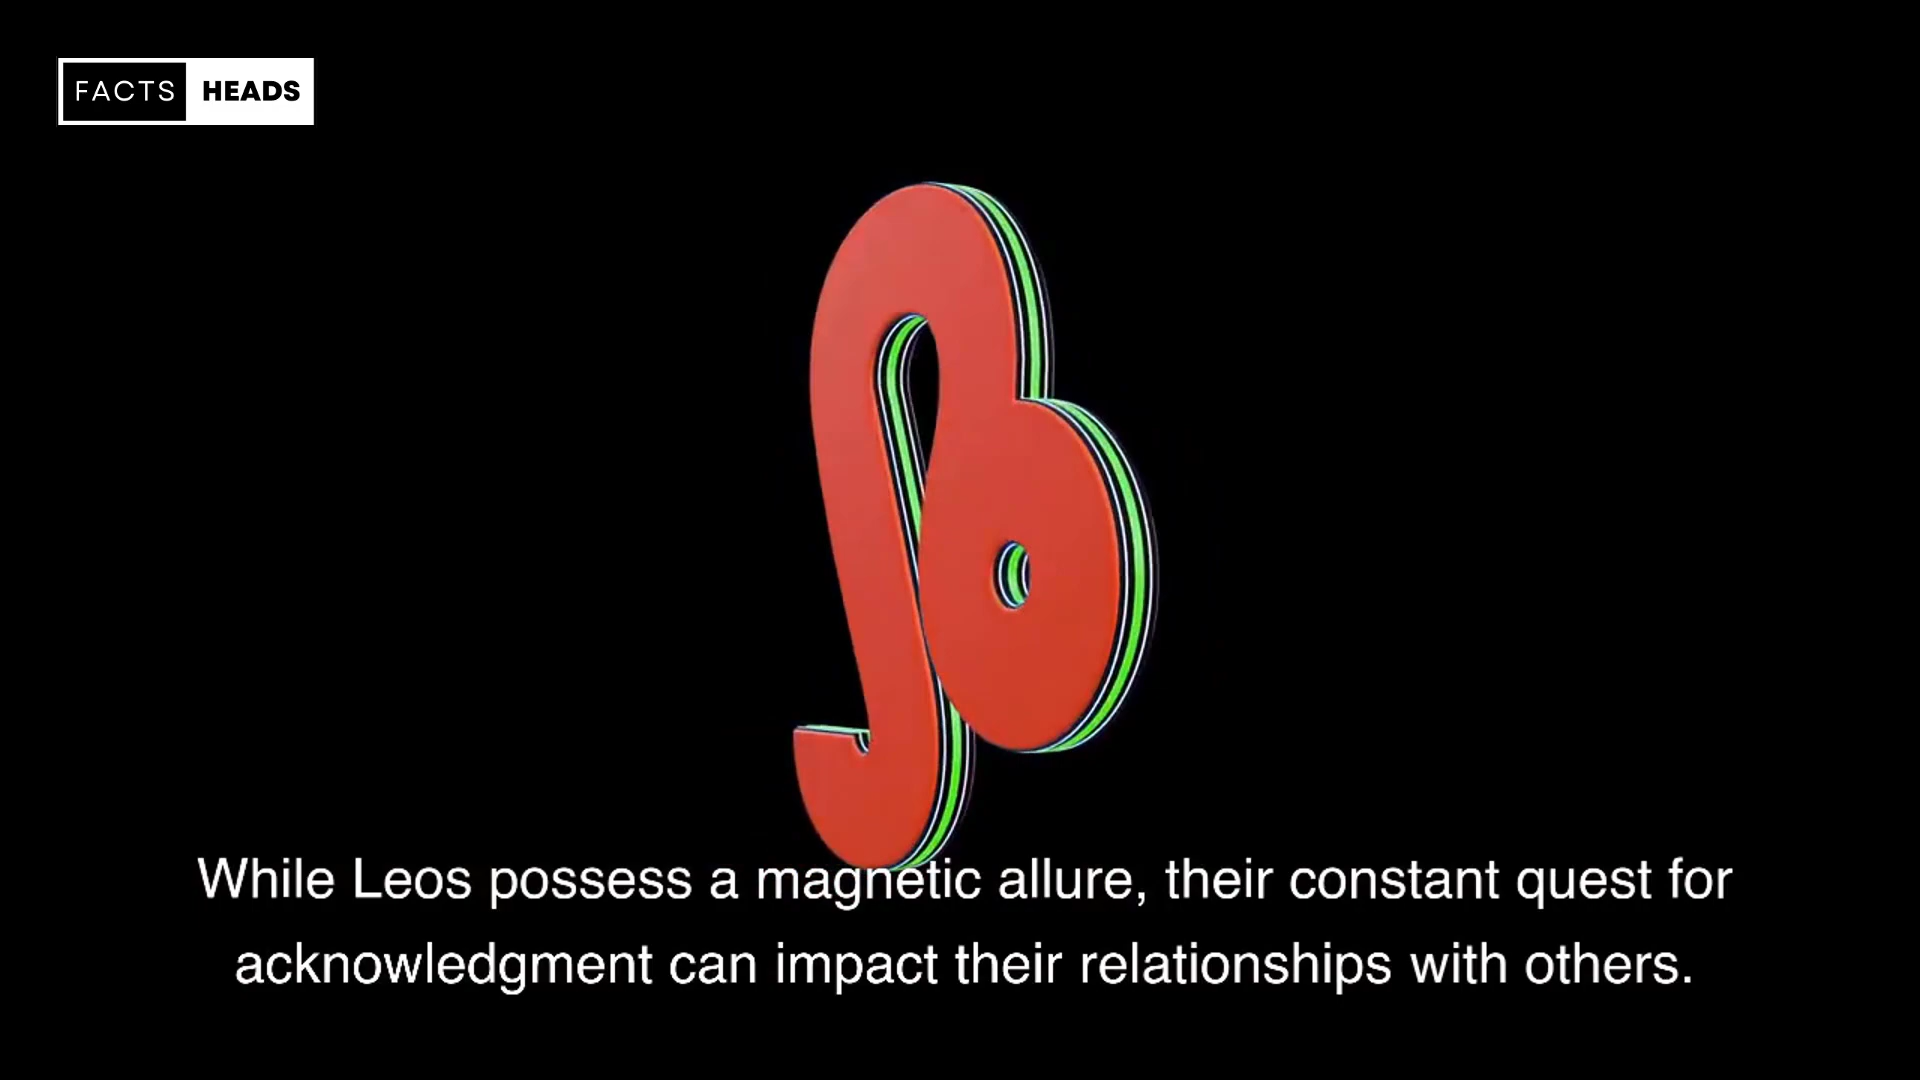 FACTS HEADS
While Leos possess a magnetic allure, their constant quest for
acknowledgment can impact their relationships with others.